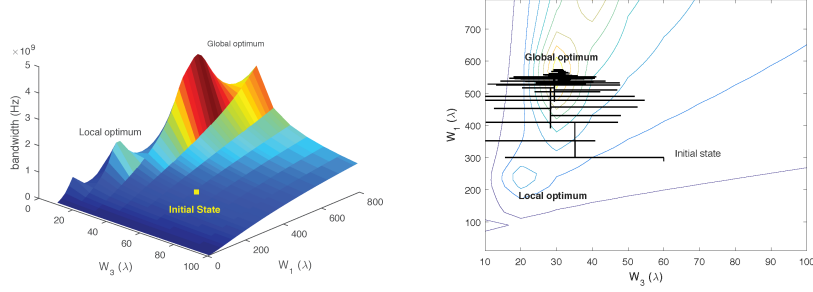 ×10⁹
5
4
3
2
1
0
bandwidth (Hz)
Global optimum
Local optimum
Initial State
0
20
40
60
80
100
W₃ (λ)
0
200
400
600
800
W₁ (λ)
700
600
500
400
300
200
100
W₁ (λ)
Global optimum
Initial state
Local optimum
10 20 30 40 50 60 70 80 90 100
W₃ (λ)